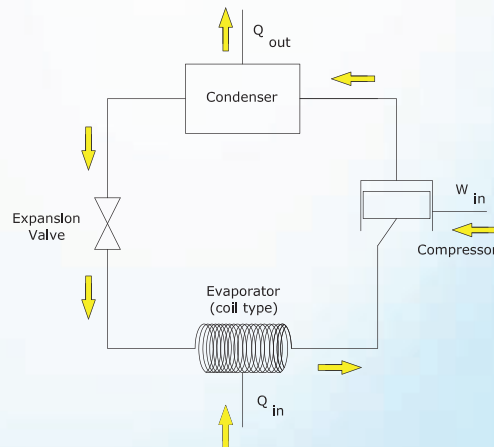 Q out
Condenser
W in
Expansion
Valve
Compressor
Evaporator
(coil type)
Q in